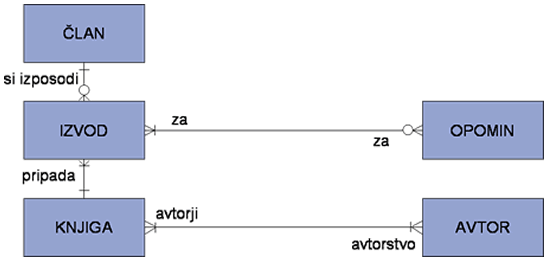 ČLAN
si izposodi
IZVOD
za
za
OPOMIN
pripada
KNJIGA
avtorji
avtorstvo
AVTOR